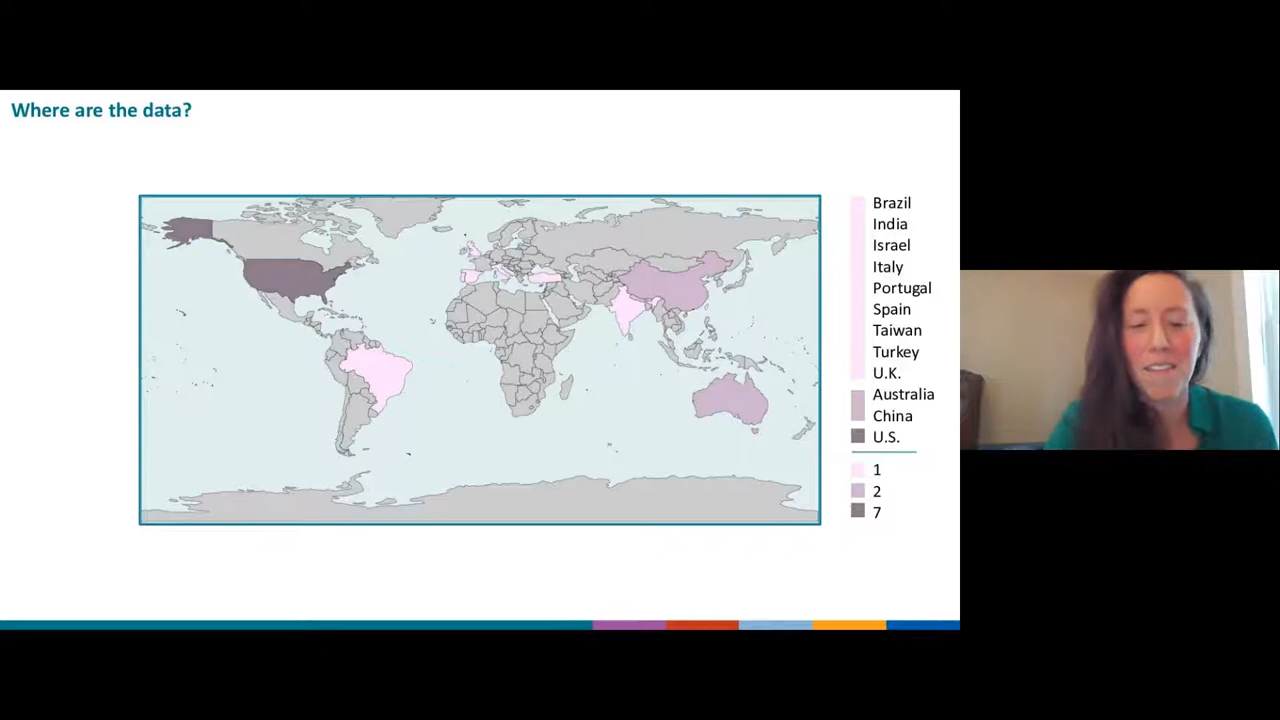 Where are the data?
Brazil
India
Israel
Italy
Portugal
Spain
Taiwan
Turkey
U.K.
Australia
China
U.S.
1
2
7